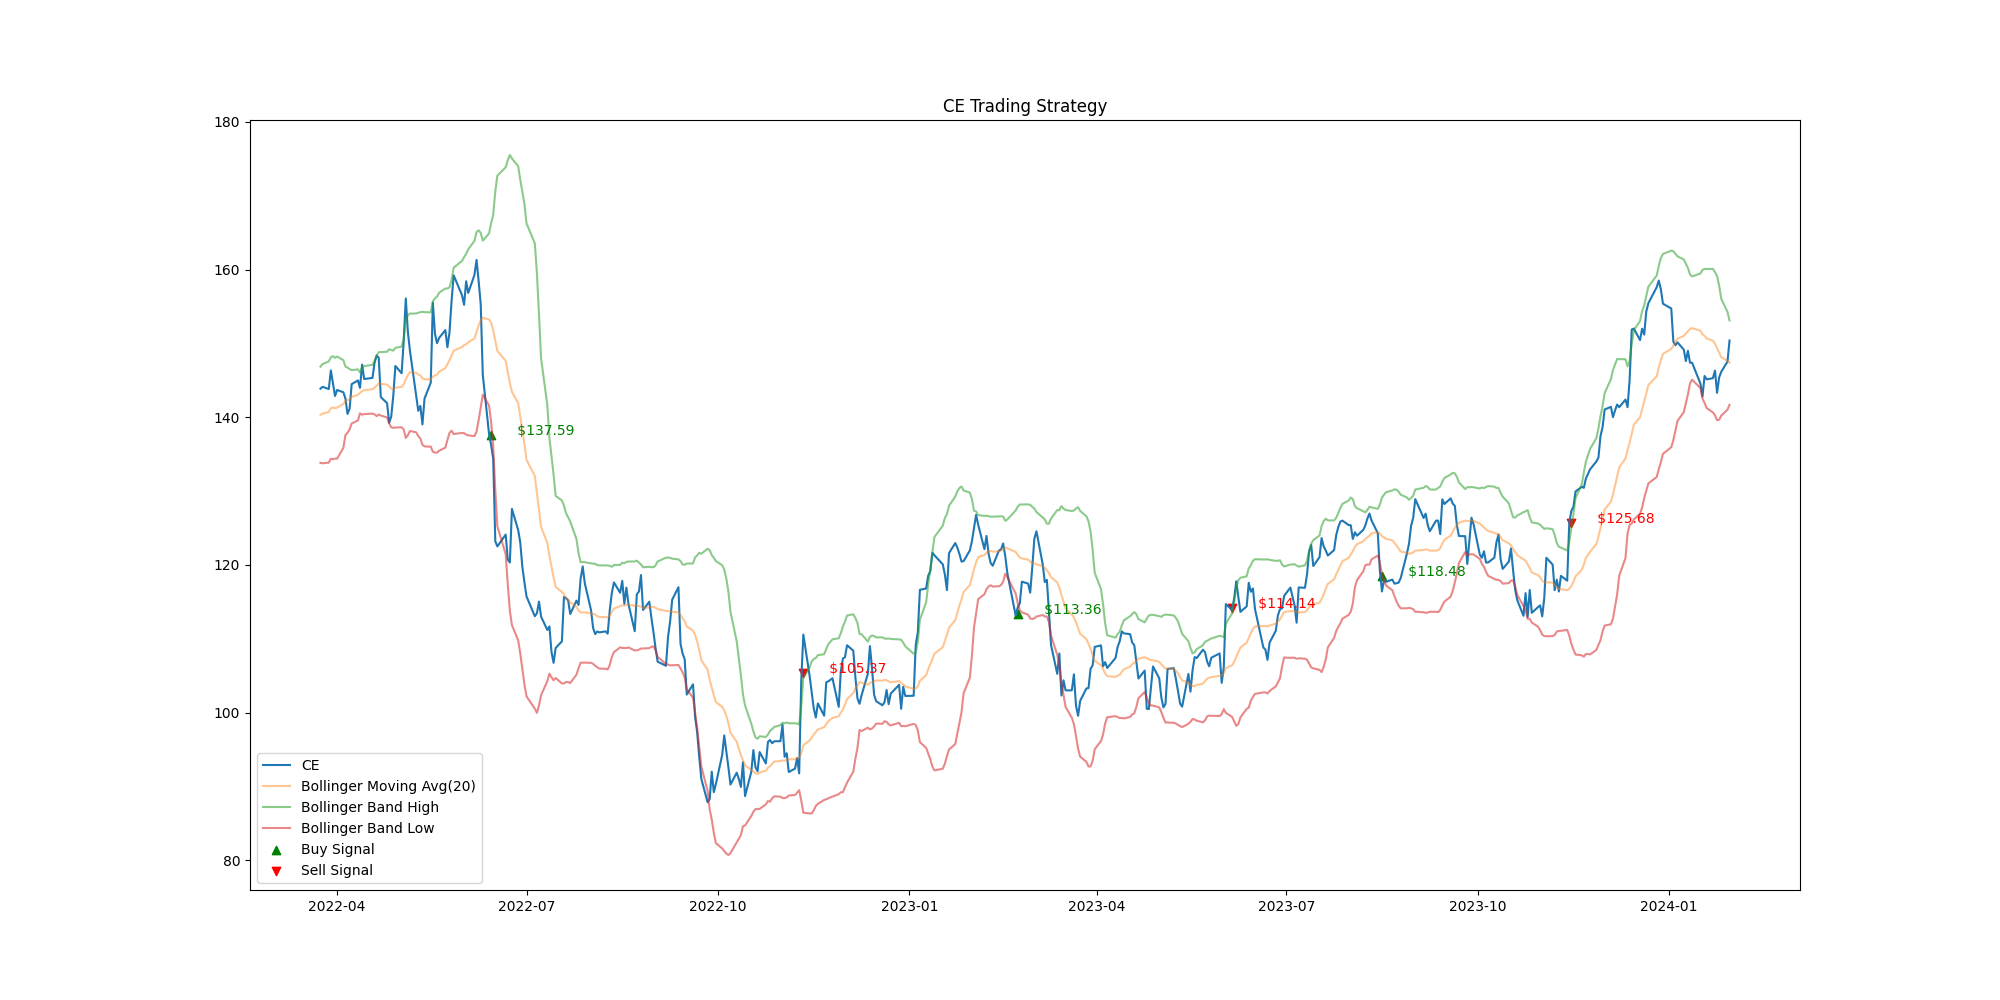 CE Trading Strategy
180
160
140
120
100
80
$137.59
$105.37
$113.36
$114.14
$118.48
$125.68
CE
Bollinger Moving Avg(20)
Bollinger Band High
Bollinger Band Low
Buy Signal
Sell Signal
2022-04
2022-07
2022-10
2023-01
2023-04
2023-07
2023-10
2024-01